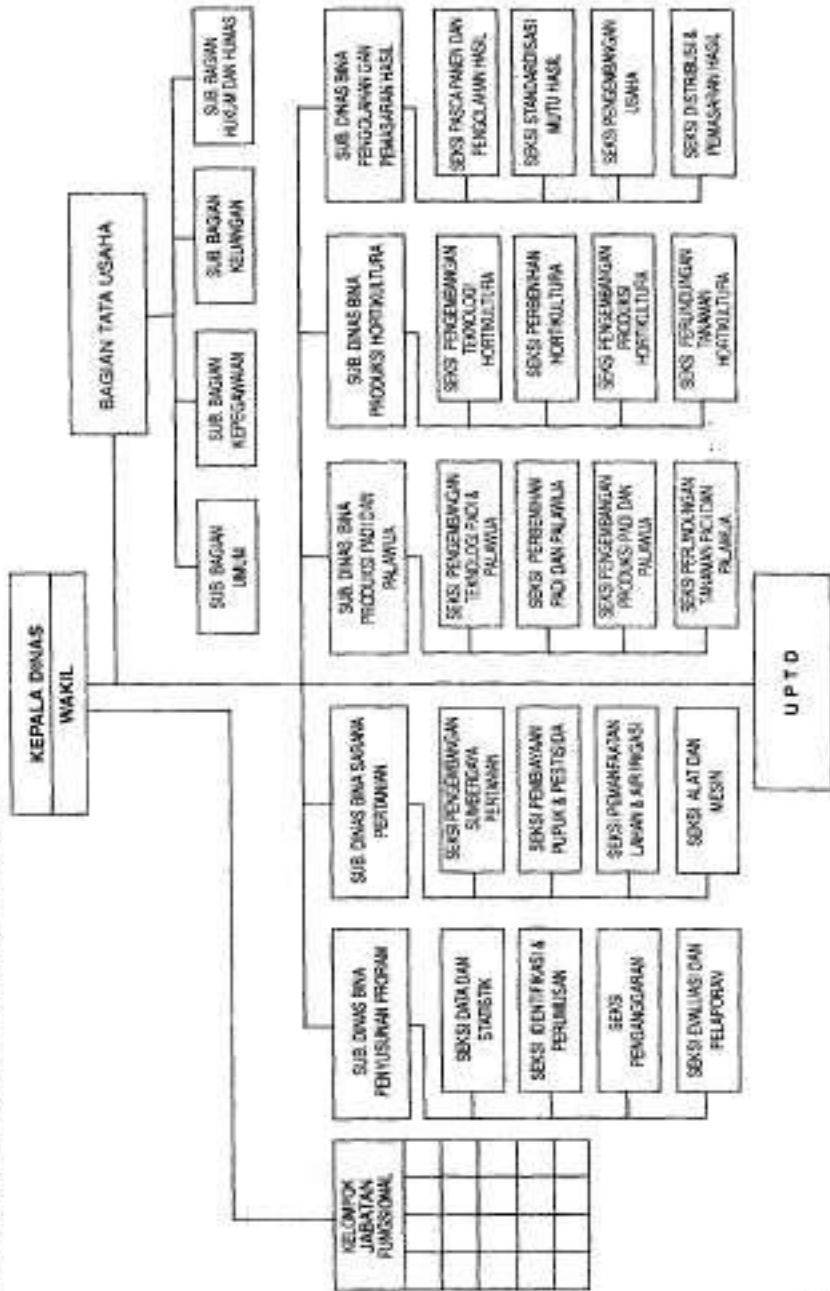 KEPALA DINAS
WAKIL
BAGIAN TATA USAHA
SUB. BAGIAN
UMUM
SUB. BAGIAN
KEPEGAWAIAN
SUB. BAGIAN
KEUANGAN
SUB. BAGIAN
HUKUM DAN HUMAS
KELOMPOK
JABATAN
FUNGSIONAL
SUB. DINAS BINA
PENYUSUNAN PRORAM
SEKSI DATA DAN
STATISTIK
SEKSI IDENTIFIKASI &
PERUMUSAN
SEKSI
PENGANGGARAN
SEKSI EVALUASI DAN
PELAPORAN
SUB. DINAS BINA SARANA
PERTANIAN
SEKSI PENGEMBANGAN
SUMBERDAYA
PERTANIAN
SEKSI PEMBIAYAAN
PUPUK & PESTISIDA
SEKSI PEMANFAATAN
LAHAN & AIR IRIGASI
SEKSI ALAT DAN
MESIN
SUB. DINAS. BINA
PRODUKSI PADI DAN
PALAWIJA
SEKSI PENGEMBANGAN
TEKNOLOGI PADI &
PALAWIJA
SEKSI PERBENIHAN
PADI DAN PALAWIJA
SEKSI PENGEMBANGAN
PRODUKSI PADI DAN
PALAWIJA
SEKSI PERLINDUNGAN
TANAMAN PADI DAN
PALAWIJA
SUB. DINAS BINA
PRODUKSI HORTIKULTURA
SEKSI PENGEMBANGAN
TEKNOLOGI
HORTIKULTURA
SEKSI PERBENIHAN
HORTIKULTURA
SEKSI PENGEMBANGAN
PRODUKSI
HORTIKULTURA
SEKSI PERLINDUNGAN
TANAMAN
HORTIKULTURA
SUB. DINAS BINA
PENGOLAHAN DAN
PEMASARAN HASIL
SEKSI PASCA PANEN DAN
PENGOLAHAN HASIL
SEKSI STANDARDISASI
MUTU HASIL
SEKSI PENGEMBANGAN
USAHA
SEKSI DISTRIBUSI &
PEMASARAN HASIL
U P T D